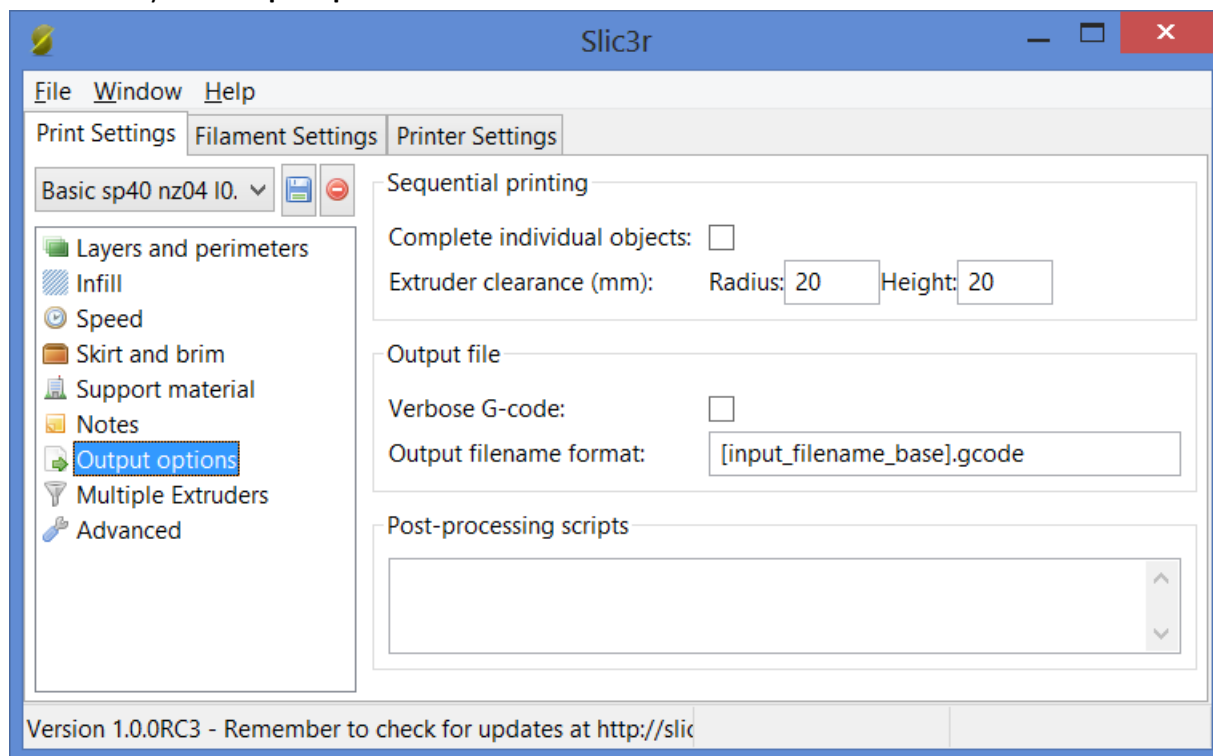 Slic3r
File Window Help
Print Settings Filament Settings Printer Settings
Basic sp40 nz04 l0.
Layers and perimeters
Infill
Speed
Skirt and brim
Support material
Notes
Output options
Multiple Extruders
Advanced
Sequential printing
Complete individual objects:
Extruder clearance (mm): Radius: 20 Height: 20
Output file
Verbose G-code:
Output filename format: [input_filename_base].gcode
Post-processing scripts
Version 1.0.0RC3 - Remember to check for updates at http://slic